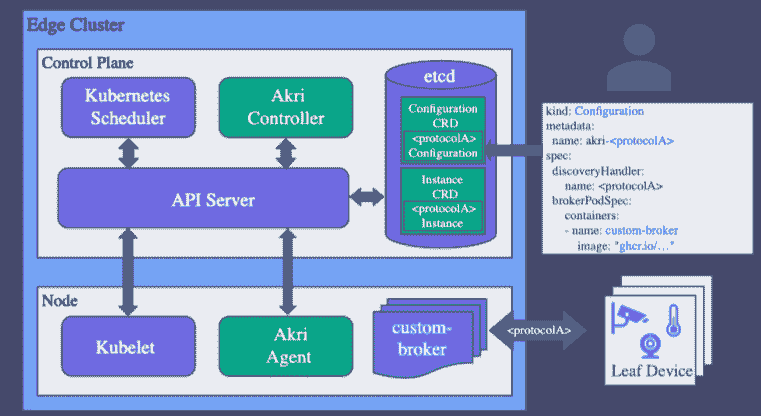 Edge Cluster
Control Plane
Kubernetes
Scheduler
Akri
Controller
etcd
Configuration
CRD
<protocolA>
Configuration
API Server
Instance
CRD
<protocolA>
Instance
kind: Configuration
metadata:
name: akri-<protocolA>
spec:
discoveryHandler:
name: <protocolA>
brokerPodSpec:
containers:
- name: custom-broker
image: "ghcr.io/…"
Node
Kubelet
Akri
Agent
custom-
broker
<protocolA>
Leaf Device